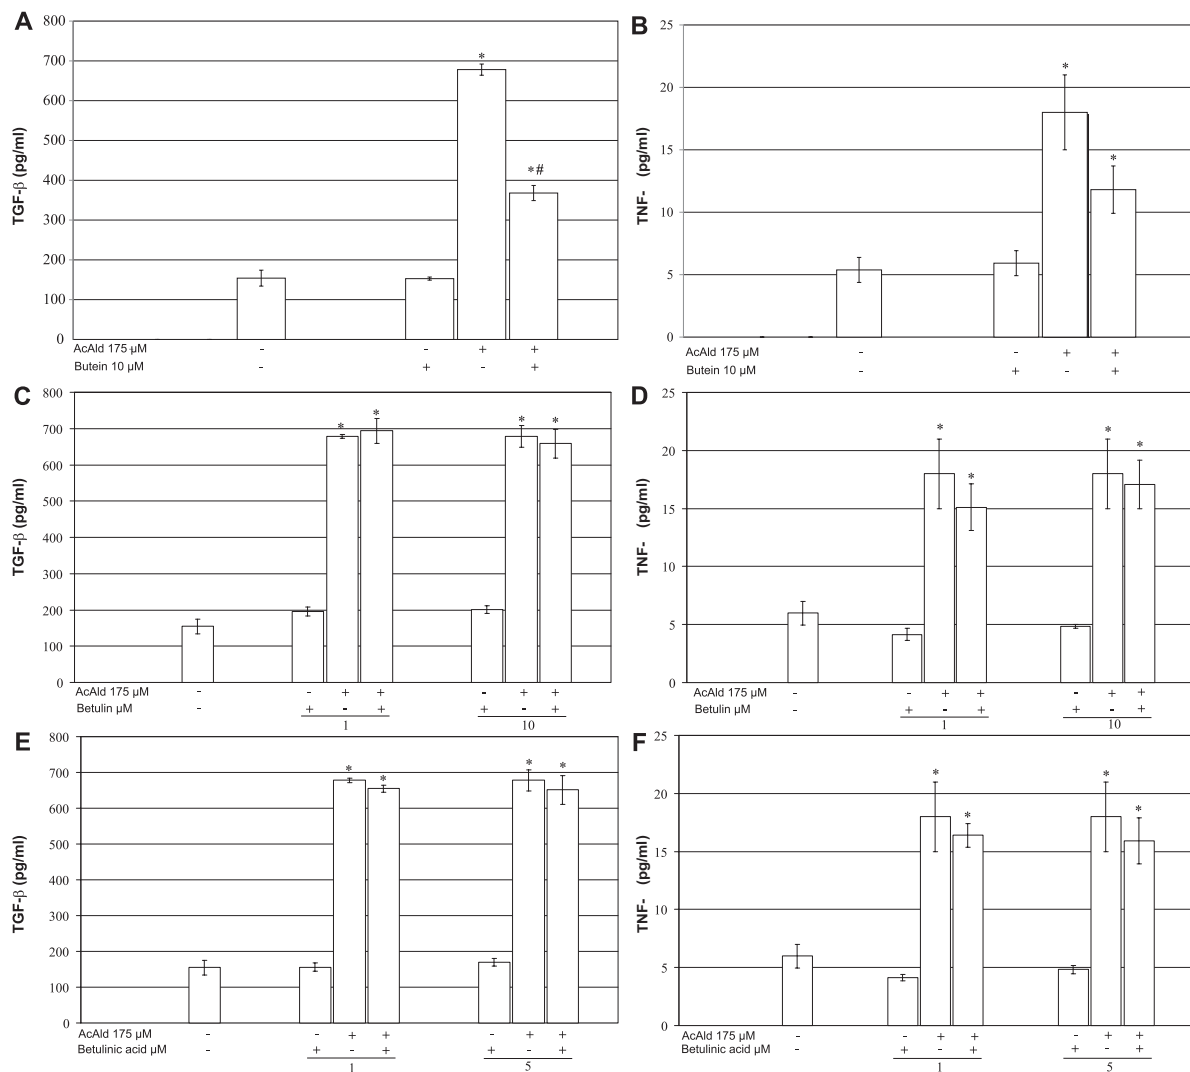 A
800
700
600
500
400
300
200
100
0
TGF-β (pg/ml)
*
*#
AcAld 175 μM - - + +
Butein 10 μM - + - +
B
25
20
15
10
5
0
TNF- (pg/ml)
*
*
AcAld 175 μM - - + +
Butein 10 μM - + - +
C
800
700
600
500
400
300
200
100
0
TGF-β (pg/ml)
* * * *
AcAld 175 μM - - + + - + +
Betulin μM - + - + + - +
1 10
D
25
20
15
10
5
0
TNF- (pg/ml)
* * * *
AcAld 175 μM - - + + - + +
Betulin μM - + - + + - +
1 10
E
800
700
600
500
400
300
200
100
0
TGF-β (pg/ml)
* * * *
AcAld 175 μM - - + + - + +
Betulinic acid μM - + - + + - +
1 5
F
25
20
15
10
5
0
TNF- (pg/ml)
* * * *
AcAld 175 μM - - + + - + +
Betulinic acid μM - + - + + - +
1 5